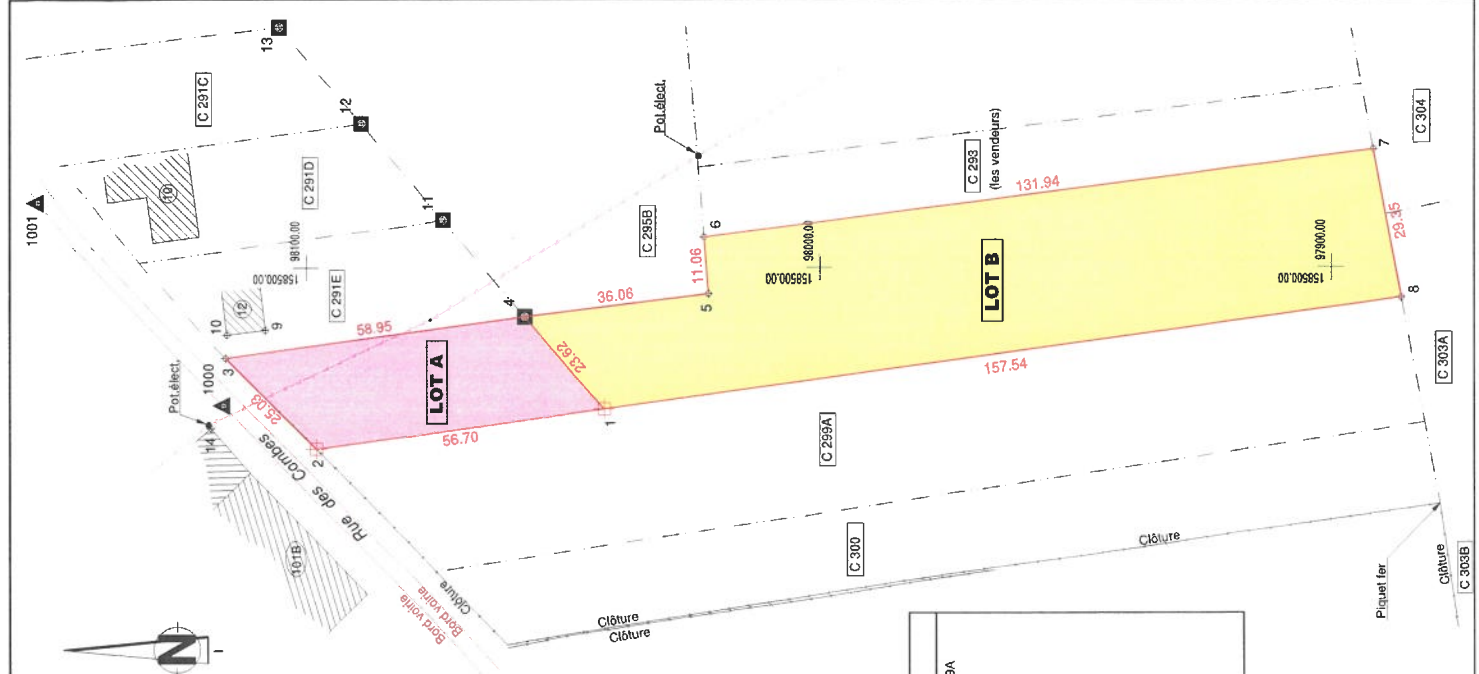 13
C 291C
12
1001
10
C 291D
11
98100.00
158500.00
Pot.élect.
C 293
(les vendeurs)
C 304
7
10
12
9
C 291E
4
C 295B
6
131.94
11.06
98000.00
158500.00
97900.00
158500.00
29.35
3
1000
58.95
36.06
5
LOT B
8
Pot.élect.
14
25.03
LOT A
23.62
157.54
C 303A
2
56.70
1
C 299A
Rue des Combes
101B
C 300
Clôture
Bord voirie
Bord voirie
Clôture
Clôture
Clôture
Piquet fer
Clôture
C 303B
N
9A